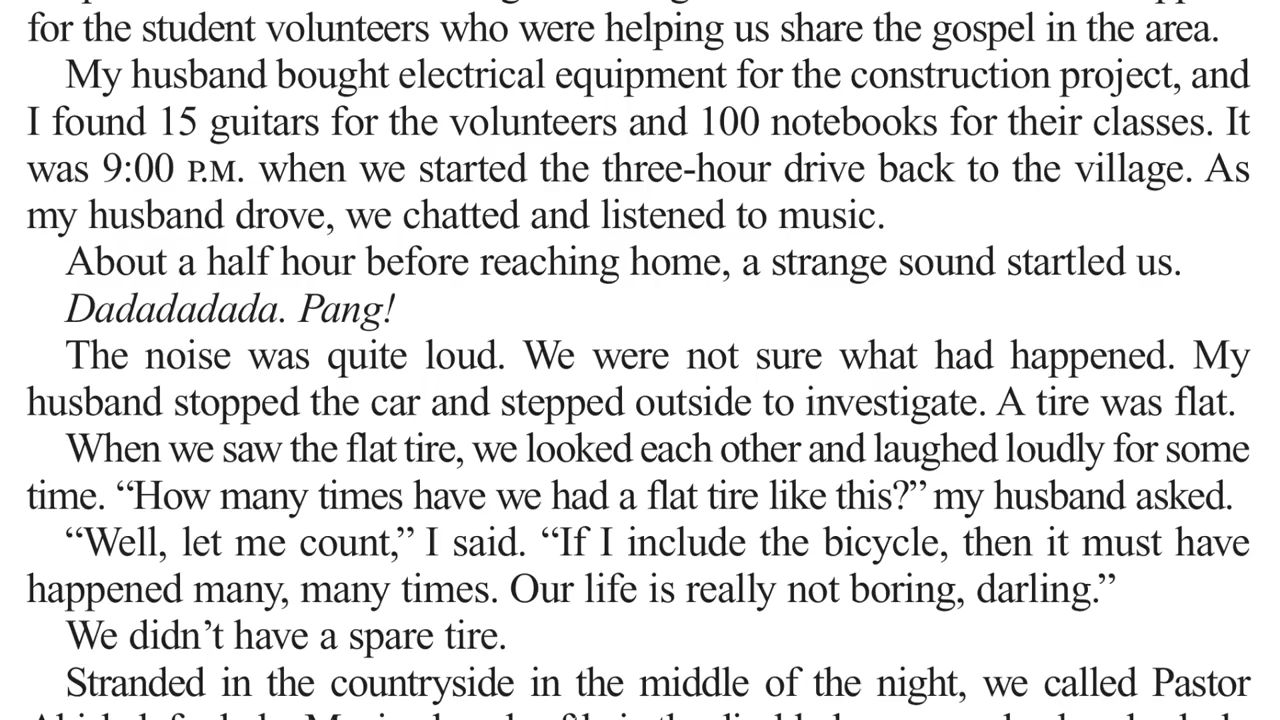 for the student volunteers who were helping us share the gospel in the area.
My husband bought electrical equipment for the construction project, and
I found 15 guitars for the volunteers and 100 notebooks for their classes. It
was 9:00 P.M. when we started the three-hour drive back to the village. As
my husband drove, we chatted and listened to music.
About a half hour before reaching home, a strange sound startled us.
Dadadadada. Pang!
The noise was quite loud. We were not sure what had happened. My
husband stopped the car and stepped outside to investigate. A tire was flat.
When we saw the flat tire, we looked each other and laughed loudly for some
time. “How many times have we had a flat tire like this?” my husband asked.
“Well, let me count,” I said. “If I include the bicycle, then it must have
happened many, many times. Our life is really not boring, darling.”
We didn’t have a spare tire.
Stranded in the countryside in the middle of the night, we called Pastor